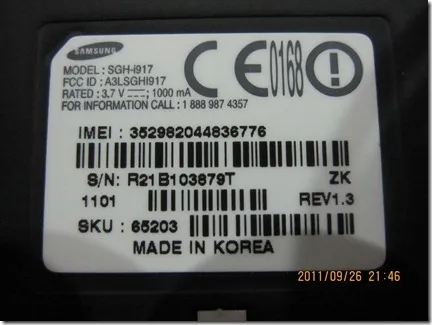 SAMSUNG
MODEL : SGH-i917
FCC ID : A3LSGHI917
RATED : 3.7 V ; 1000 mA
FOR INFORMATION CALL : 1 888 987 4357
CE0168
IMEI : 352982044836776
S/N: R21B103879T ZK
1101 REV1.3
SKU : 65203
MADE IN KOREA
2011/09/26 21:46